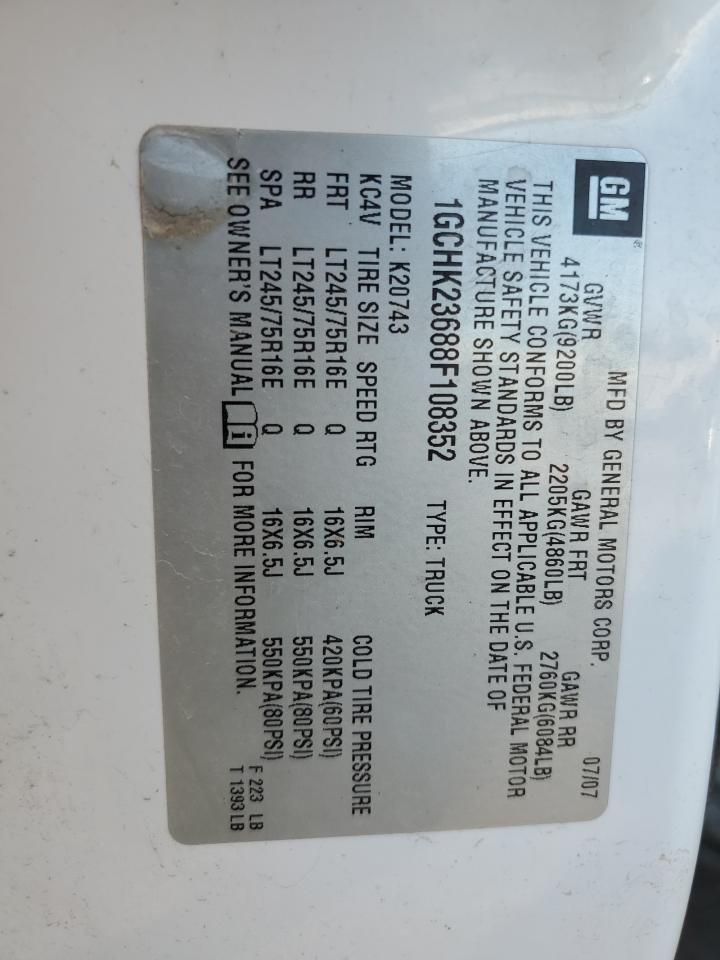 GM ® MFD BY GENERAL MOTORS CORP. 07/07
GVWR GAWR FRT GAWR RR
4173KG(9200LB) 2205KG(4860LB) 2760KG(6084LB)
THIS VEHICLE CONFORMS TO ALL APPLICABLE U.S. FEDERAL MOTOR
VEHICLE SAFETY STANDARDS IN EFFECT ON THE DATE OF
MANUFACTURE SHOWN ABOVE.
1GCHK23688F108352 TYPE: TRUCK
MODEL: K20743
KC4V TIRE SIZE SPEED RTG RIM COLD TIRE PRESSURE
FRT LT245/75R16E Q 16X6.5J 420KPA(60PSI)
RR LT245/75R16E Q 16X6.5J 550KPA(80PSI)
SPA LT245/75R16E Q 16X6.5J 550KPA(80PSI)
SEE OWNER'S MANUAL i FOR MORE INFORMATION.
F 223 LB
T 1393 LB